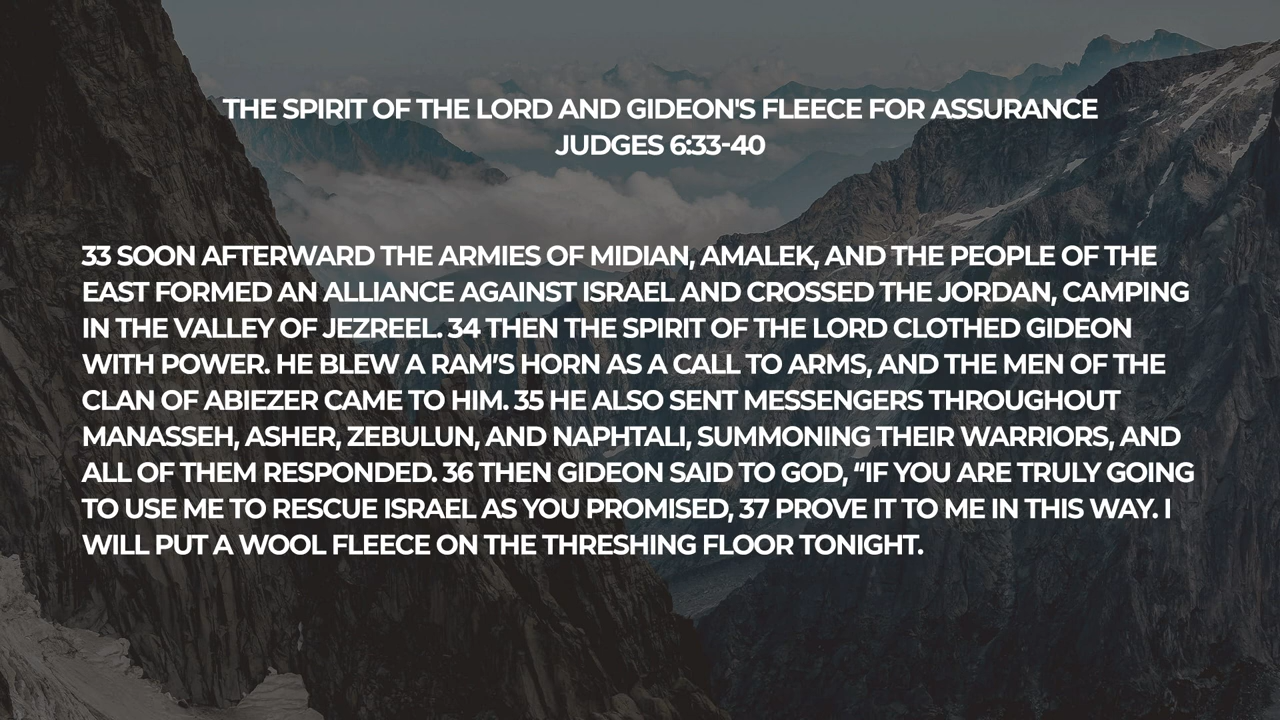 THE SPIRIT OF THE LORD AND GIDEON'S FLEECE FOR ASSURANCE
JUDGES 6:33-40
33 SOON AFTERWARD THE ARMIES OF MIDIAN, AMALEK, AND THE PEOPLE OF THE
EAST FORMED AN ALLIANCE AGAINST ISRAEL AND CROSSED THE JORDAN, CAMPING
IN THE VALLEY OF JEZREEL. 34 THEN THE SPIRIT OF THE LORD CLOTHED GIDEON
WITH POWER. HE BLEW A RAM’S HORN AS A CALL TO ARMS, AND THE MEN OF THE
CLAN OF ABIEZER CAME TO HIM. 35 HE ALSO SENT MESSENGERS THROUGHOUT
MANASSEH, ASHER, ZEBULUN, AND NAPHTALI, SUMMONING THEIR WARRIORS, AND
ALL OF THEM RESPONDED. 36 THEN GIDEON SAID TO GOD, “IF YOU ARE TRULY GOING
TO USE ME TO RESCUE ISRAEL AS YOU PROMISED, 37 PROVE IT TO ME IN THIS WAY. I
WILL PUT A WOOL FLEECE ON THE THRESHING FLOOR TONIGHT.